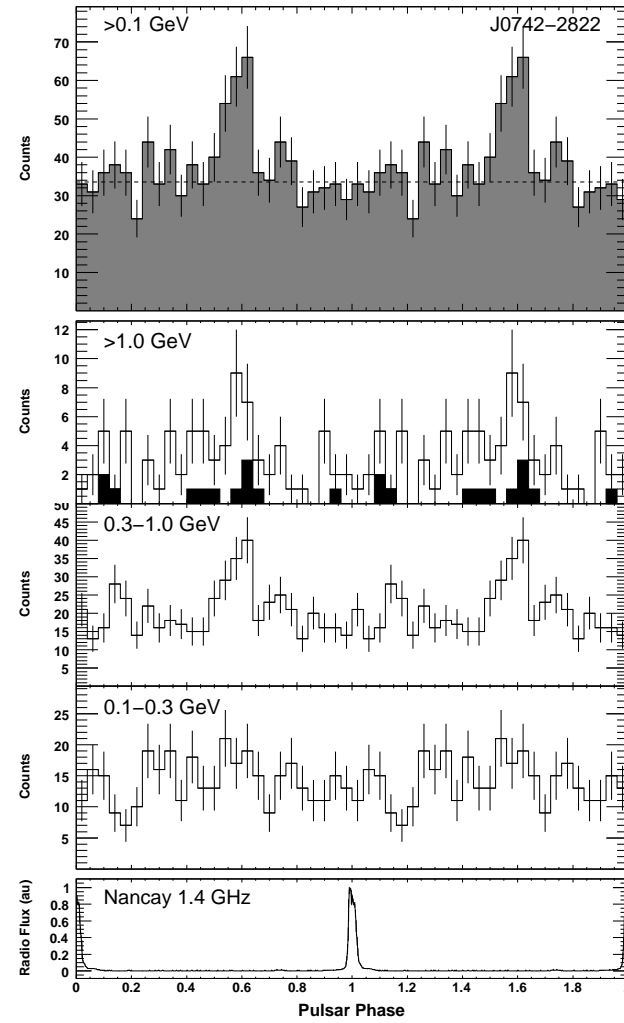 >0.1 GeV J0742−2822
70
60
50
40
30
20
10
Counts
>1.0 GeV
12
10
8
6
4
2
Counts
50
0.3−1.0 GeV
45
40
35
30
25
20
15
10
5
Counts
0.1−0.3 GeV
25
20
15
10
5
Counts
Nancay 1.4 GHz
1
0.8
0.6
0.4
0.2
0
Radio Flux (au)
0 0.2 0.4 0.6 0.8 1 1.2 1.4 1.6 1.8 2
Pulsar Phase